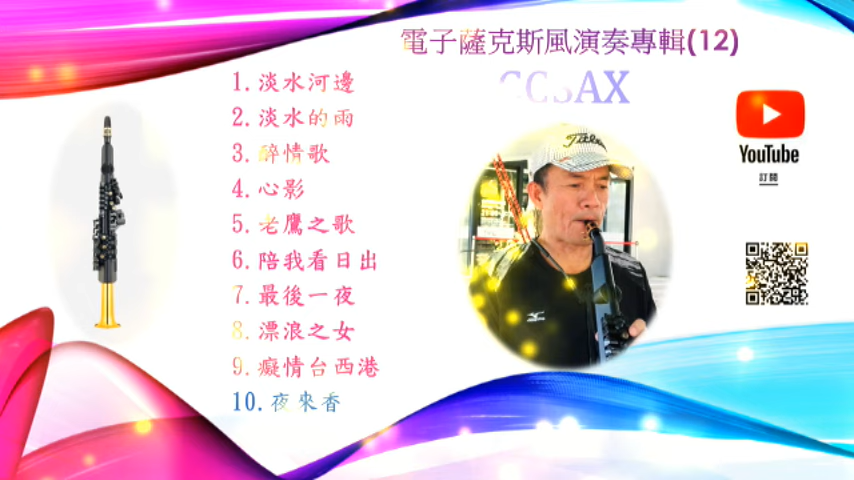 電子薩克斯風演奏專輯(12)
CCSAX
1.淡水河邊
2.淡水的雨
3.醉情歌
4.心影
5.老鷹之歌
6.陪我看日出
7.最後一夜
8.漂浪之女
9.癡情台西港
10.夜來香
Titleist
YouTube
訂閱